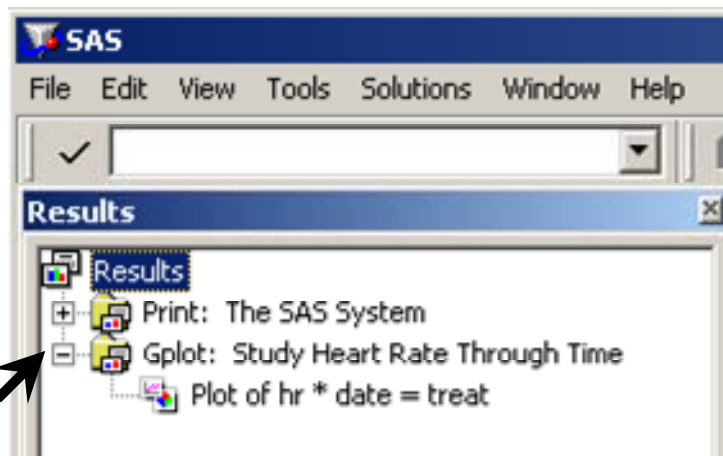 SAS
File Edit View Tools Solutions Window Help
Results
Results
Print: The SAS System
Gplot: Study Heart Rate Through Time
Plot of hr * date = treat